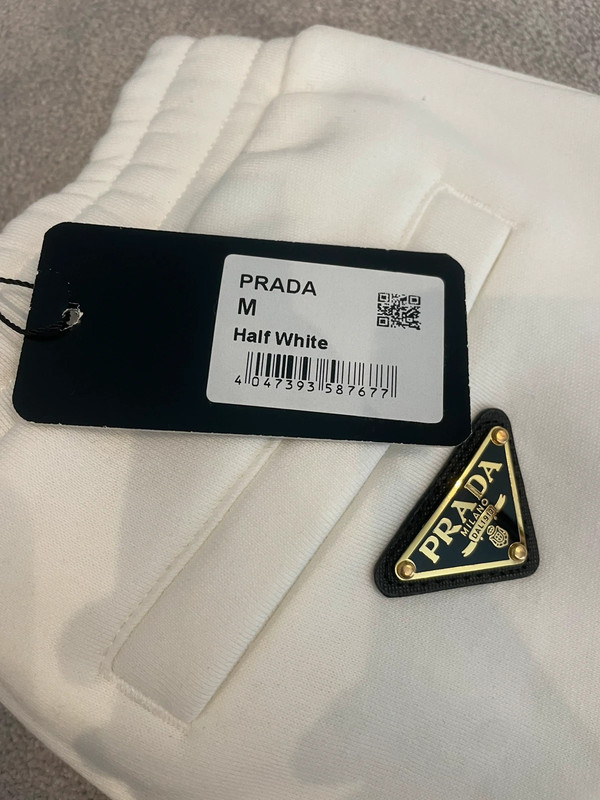 PRADA
M
Half White
4 047393 587677
PRADA
MILANO